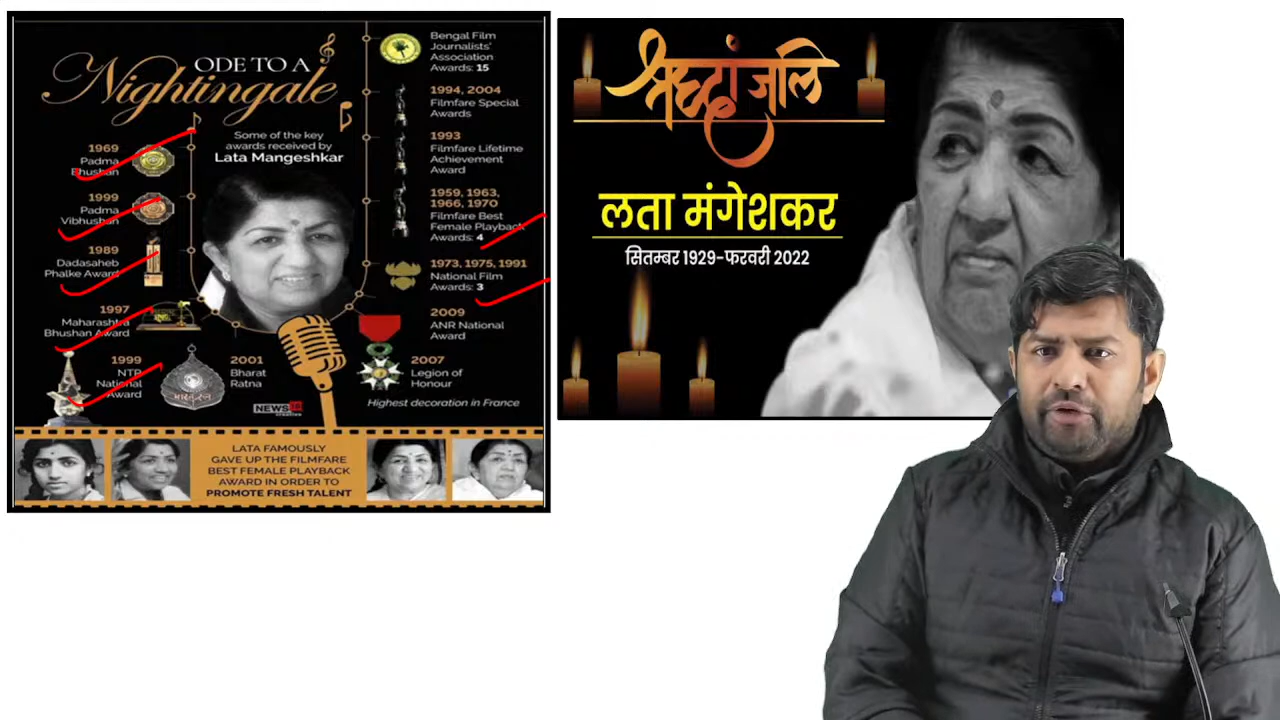 ODE TO A
Nightingale
Some of the key
awards received by
Lata Mangeshkar
1969
Padma
Bhushan
1999
Padma
Vibhushan
1989
Dadasaheb
Phalke Award
1997
Maharashtra
Bhushan Award
1999
NTR
National
Award
2001
Bharat
Ratna
भारत रत्न
NEWS18
creative
Bengal Film
Journalists'
Association
Awards: 15
1994, 2004
Filmfare Special
Awards
1993
Filmfare Lifetime
Achievement
Award
1959, 1963,
1966, 1970
Filmfare Best
Female Playback
Awards: 4
1973, 1975, 1991
National Film
Awards: 3
2009
ANR National
Award
2007
Legion of
Honour
Highest decoration in France
LATA FAMOUSLY
GAVE UP THE FILMFARE
BEST FEMALE PLAYBACK
AWARD IN ORDER TO
PROMOTE FRESH TALENT
श्रध्दांजलि
लता मंगेशकर
सितम्बर 1929-फरवरी 2022